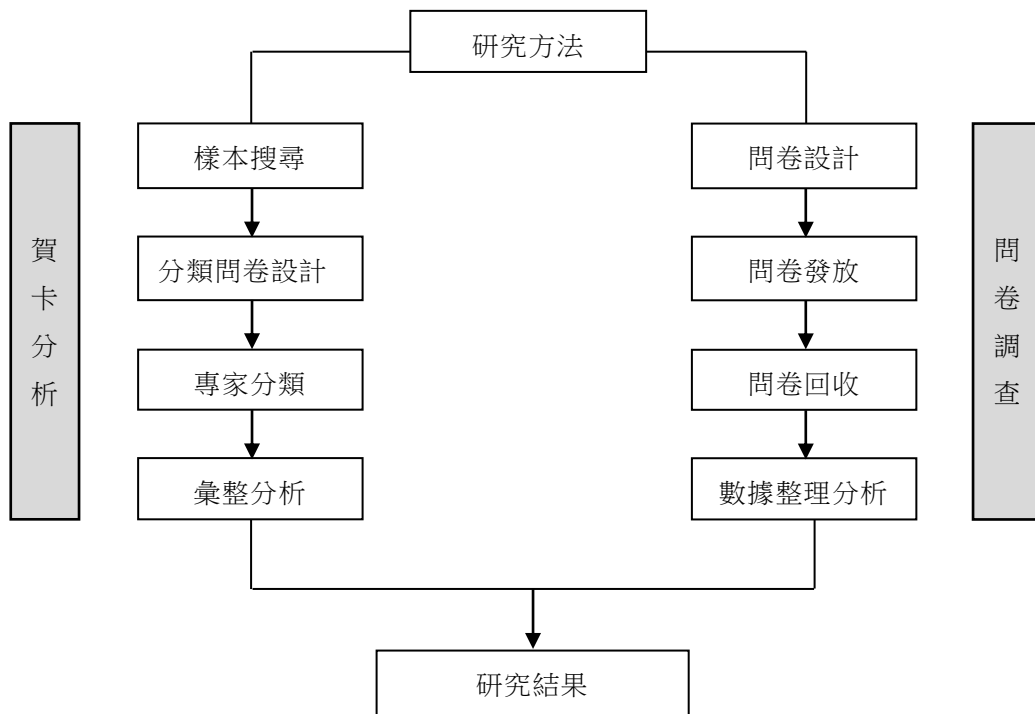 研究方法
賀卡分析
樣本搜尋
分類問卷設計
專家分類
彙整分析
問卷設計
問卷發放
問卷回收
數據整理分析
問卷調查
研究結果